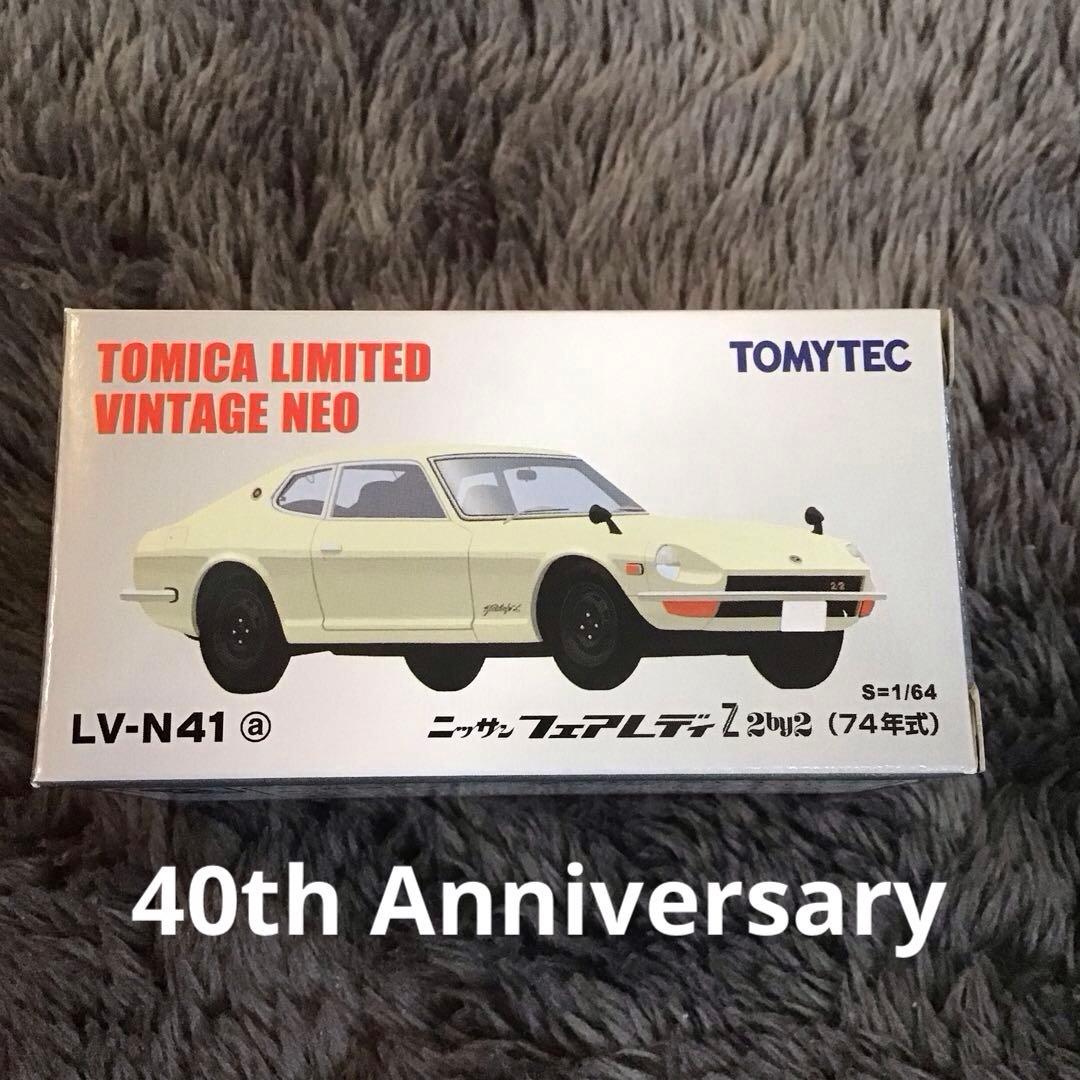 TOMICA LIMITED
VINTAGE NEO
TOMYTEC
S=1/64
LV-N41 ⓐ
ニッサン フェアレディ Z 2by2 (74年式)
40th Anniversary